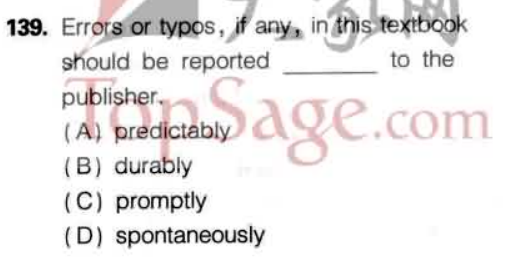 139. Errors or typos, if any, in this textbook
should be reported ________ to the
publisher.
TopSage.com
(A) predictably
(B) durably
(C) promptly
(D) spontaneously